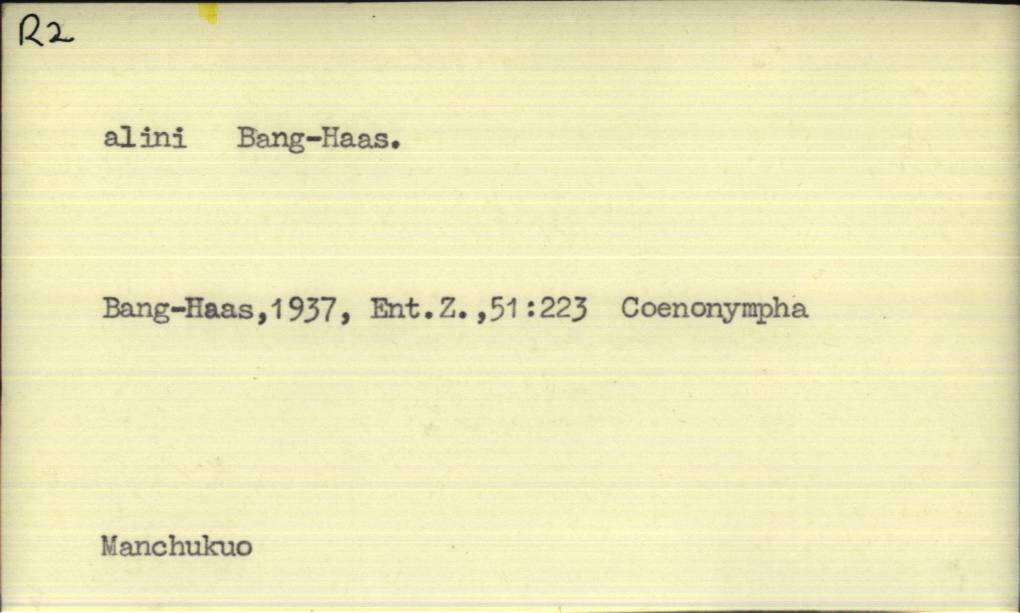 R2
alini Bang-Haas.
Bang-Haas,1937, Ent.Z.,51:223 Coenonympha
Manchukuo